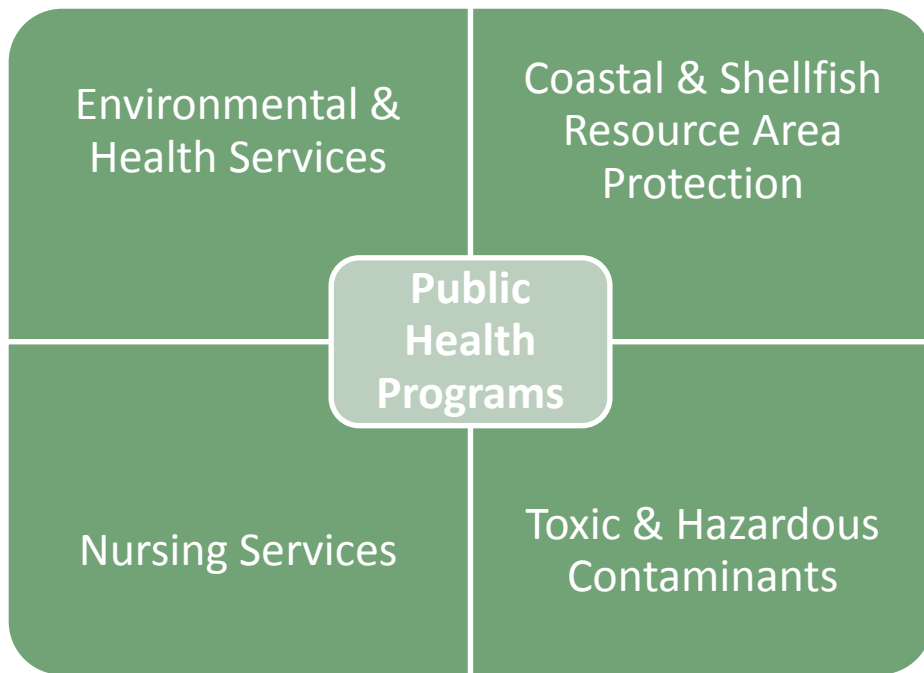 Environmental &
Health Services
Coastal & Shellfish
Resource Area
Protection
Public
Health
Programs
Nursing Services
Toxic & Hazardous
Contaminants